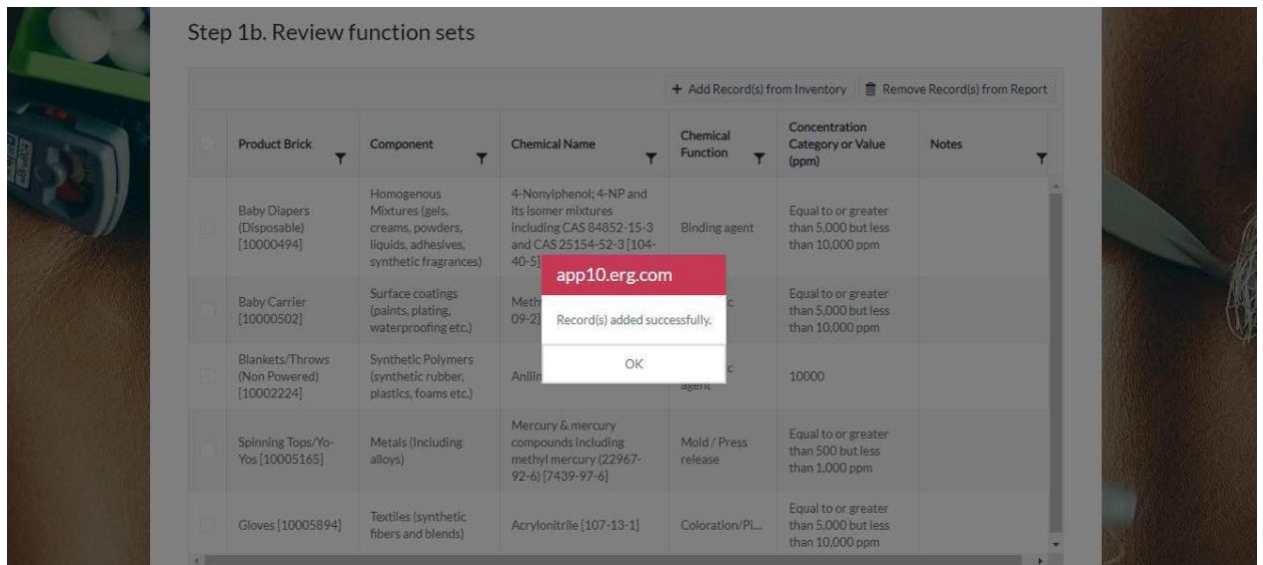 Step 1b. Review function sets
+ Add Record(s) from Inventory
Remove Record(s) from Report
Product Brick
Component
Chemical Name
Chemical
Function
Concentration
Category or Value
(ppm)
Notes
Baby Diapers
(Disposable)
[10000494]
Homogenous
Mixtures (gels,
creams, powders,
liquids, adhesives,
synthetic fragrances)
4-Nonylphenol; 4-NP and
its isomer mixtures
including CAS 84852-15-3
and CAS 25154-52-3 [104-
40-5]
Binding agent
Equal to or greater
than 5,000 but less
than 10,000 ppm
Baby Carrier
[10000502]
Surface coatings
(paints, plating,
waterproofing etc.)
09-2]
Equal to or greater
than 5,000 but less
than 10,000 ppm
Blankets/Throws
(Non Powered)
[10002224]
Synthetic Polymers
(synthetic rubber,
plastics, foams etc.)
agent
10000
Spinning Tops/Yo-
Yos [10005165]
Metals (Including
alloys)
Mercury & mercury
compounds including
methyl mercury (22967-
92-6) [7439-97-6]
Mold / Press
release
Equal to or greater
than 500 but less
than 1,000 ppm
Gloves [10005894]
Textiles (synthetic
fibers and blends)
Acrylonitrile [107-13-1]
Coloration/Pi...
Equal to or greater
than 5,000 but less
than 10,000 ppm
app10.erg.com
Record(s) added successfully.
OK